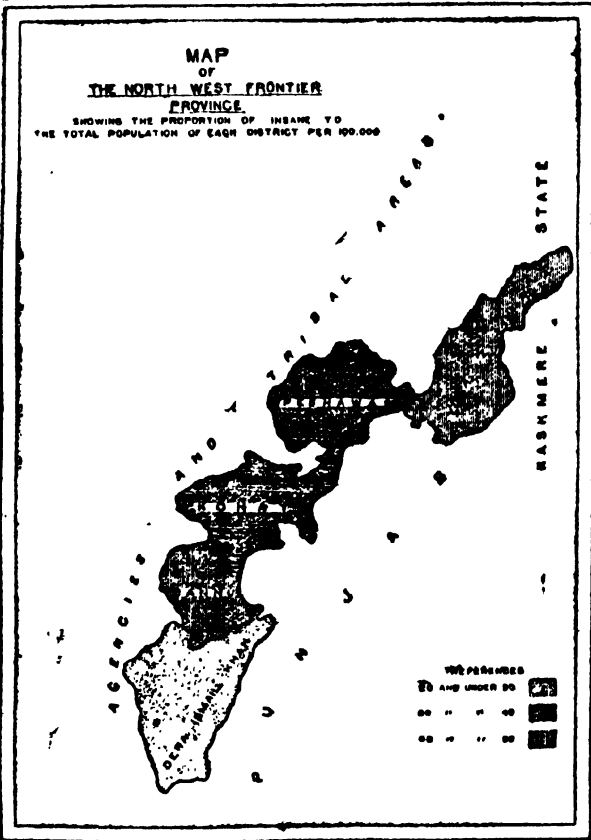 MAP
OF
THE NORTH WEST FRONTIER
PROVINCE
SHOWING THE PROPORTION OF INSANE TO
THE TOTAL POPULATION OF EACH DISTRICT PER 100,000
AGENCIES AND TRIBAL AREAS
KASHMERE STATE
PESHAWAR
KOHAT
BANNU
DERA ISMAIL KHAN
PUNJAB
REFERENCES
AND UNDER
" "
" "